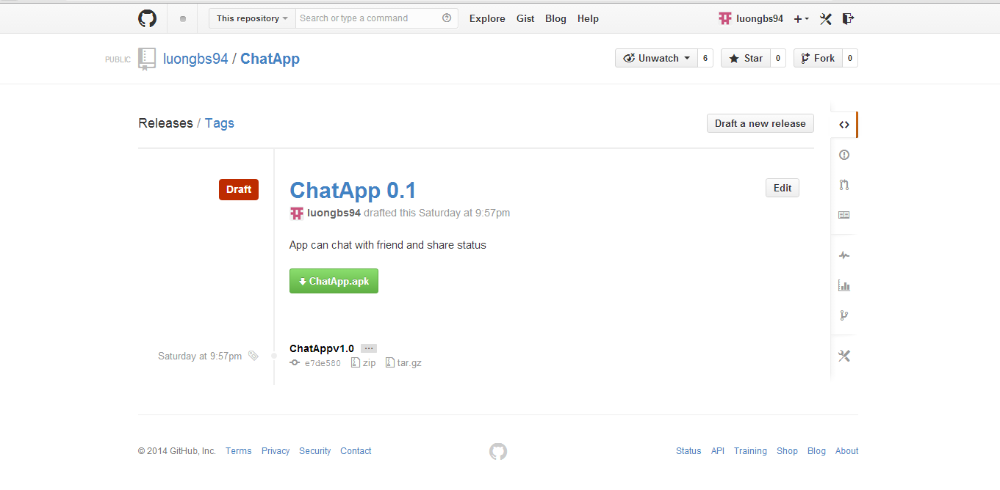 This repository Search or type a command Explore Gist Blog Help luongbs94
PUBLIC luongbs94 / ChatApp Unwatch 6 Star 0 Fork 0
Releases / Tags Draft a new release
Draft ChatApp 0.1 Edit
luongbs94 drafted this Saturday at 9:57pm
App can chat with friend and share status
ChatApp.apk
ChatAppv1.0 ...
Saturday at 9:57pm
e7de580 zip tar.gz
© 2014 GitHub, Inc. Terms Privacy Security Contact Status API Training Shop Blog About